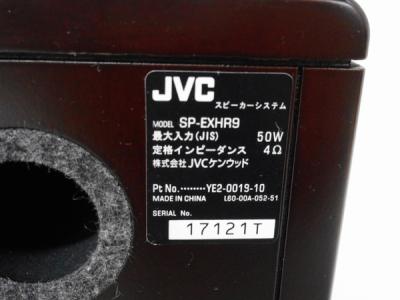 JVC
スピーカーシステム
MODEL SP-EXHR9
最大入力(JIS) 50W
定格インピーダンス 4Ω
株式会社JVCケンウッド
Pt No.········YE2-0019-10
MADE IN CHINA L60-00A-052-51
SERIAL No.
17121T